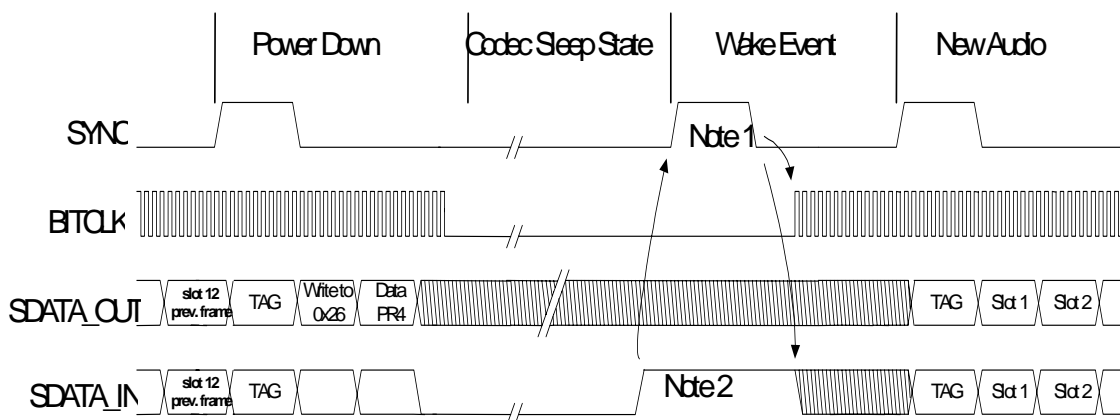 Power Down Codec Sleep State Wake Event New Audio
SYNC
Note 1
BITCLK
SDATA_OUT
slot 12
prev. frame
TAG
Write to
0x26
Data
PR4
TAG
Slot 1
Slot 2
SDATA_IN
slot 12
prev. frame
TAG
Note 2
TAG
Slot 1
Slot 2